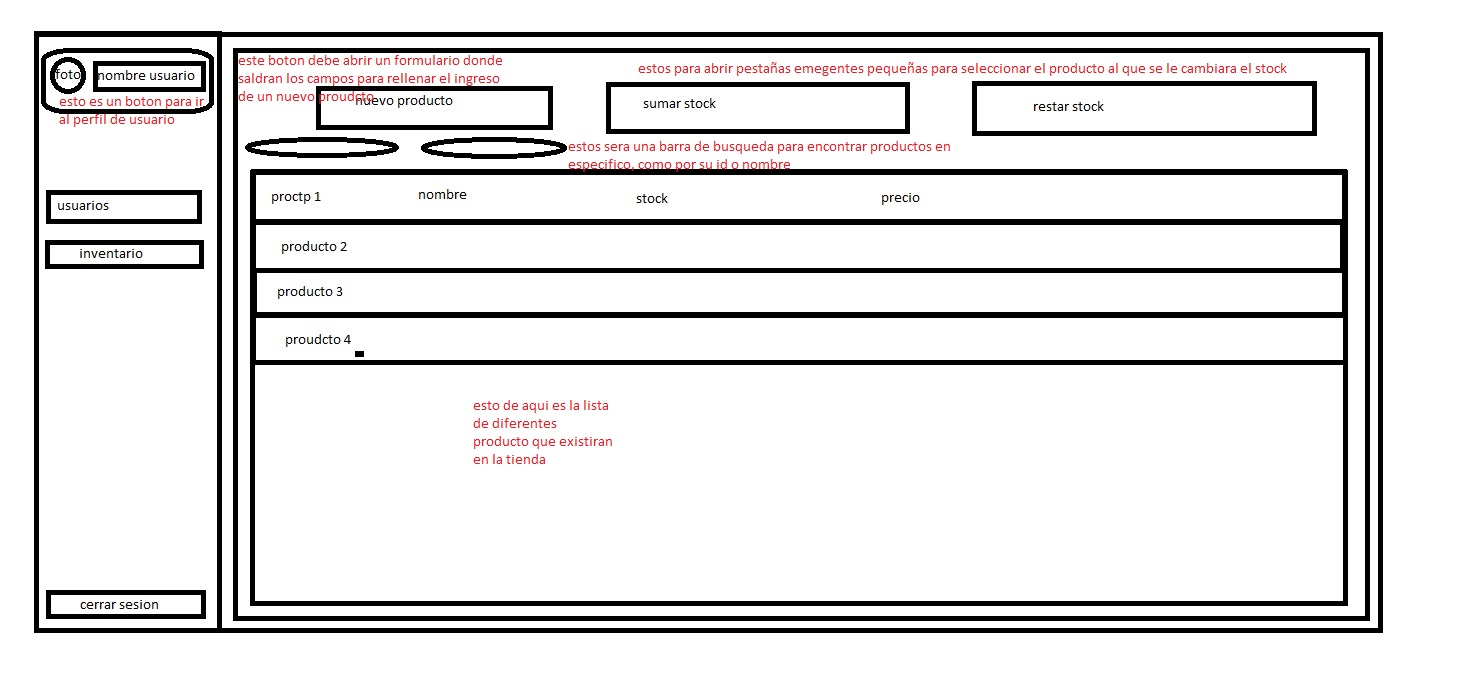 foto
nombre usuario
esto es un boton para ir
al perfil de usuario
usuarios
inventario
cerrar sesion
este boton debe abrir un formulario donde
saldran los campos para rellenar el ingreso
de un nuevo proudcto
nuevo producto
estos para abrir pestañas emegentes pequeñas para seleccionar el producto al que se le cambiara el stock
sumar stock
restar stock
estos sera una barra de busqueda para encontrar productos en
especifico, como por su id o nombre
proctp 1 nombre stock precio
producto 2
producto 3
proudcto 4
esto de aqui es la lista
de diferentes
producto que existiran
en la tienda